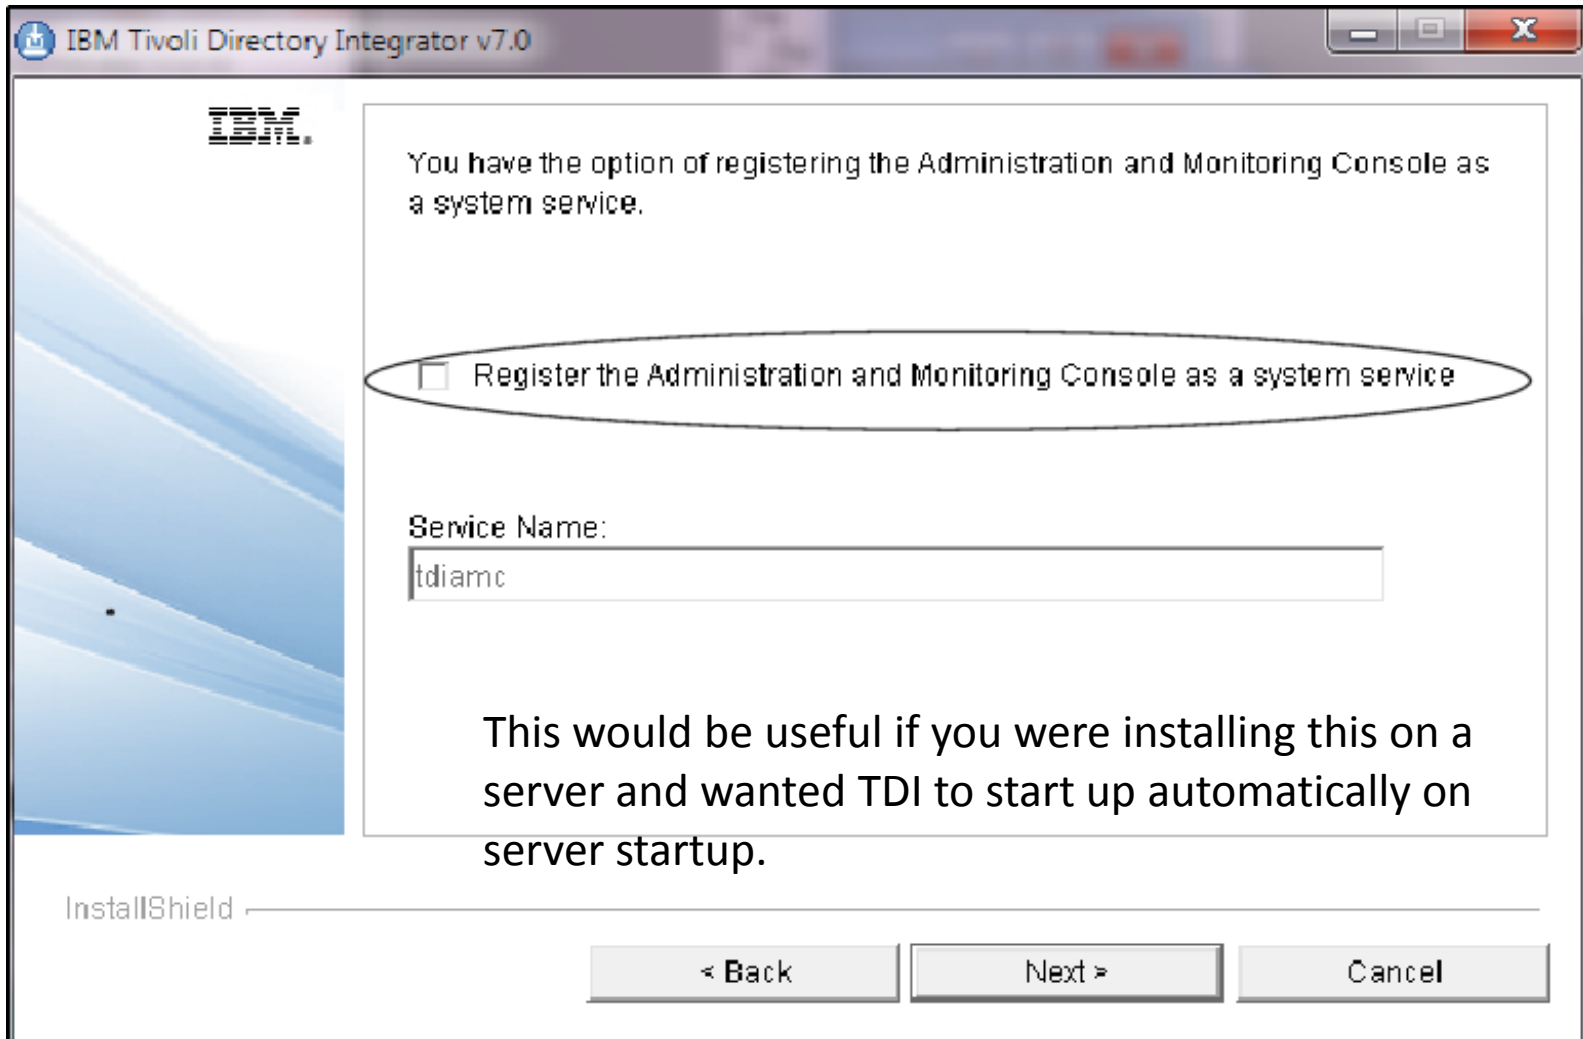 IBM Tivoli Directory Integrator v7.0
IBM.
You have the option of registering the Administration and Monitoring Console as
a system service.
Register the Administration and Monitoring Console as a system service
Service Name:
tdiamc
This would be useful if you were installing this on a
server and wanted TDI to start up automatically on
server startup.
InstallShield
< Back
Next >
Cancel